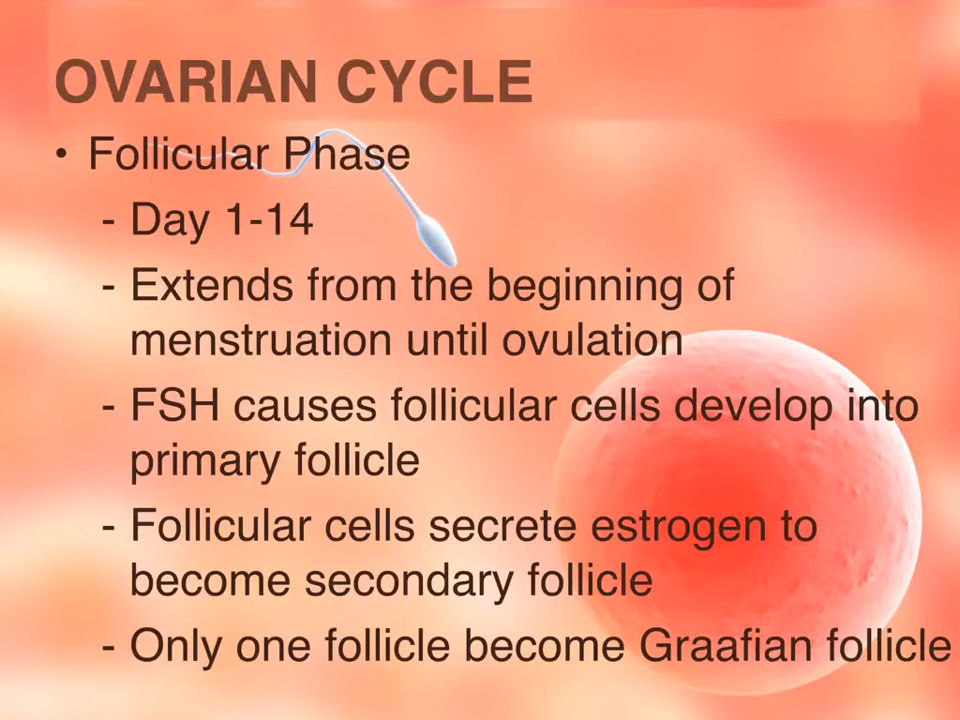 OVARIAN CYCLE
• Follicular Phase
- Day 1-14
- Extends from the beginning of
menstruation until ovulation
- FSH causes follicular cells develop into
primary follicle
- Follicular cells secrete estrogen to
become secondary follicle
- Only one follicle become Graafian follicle